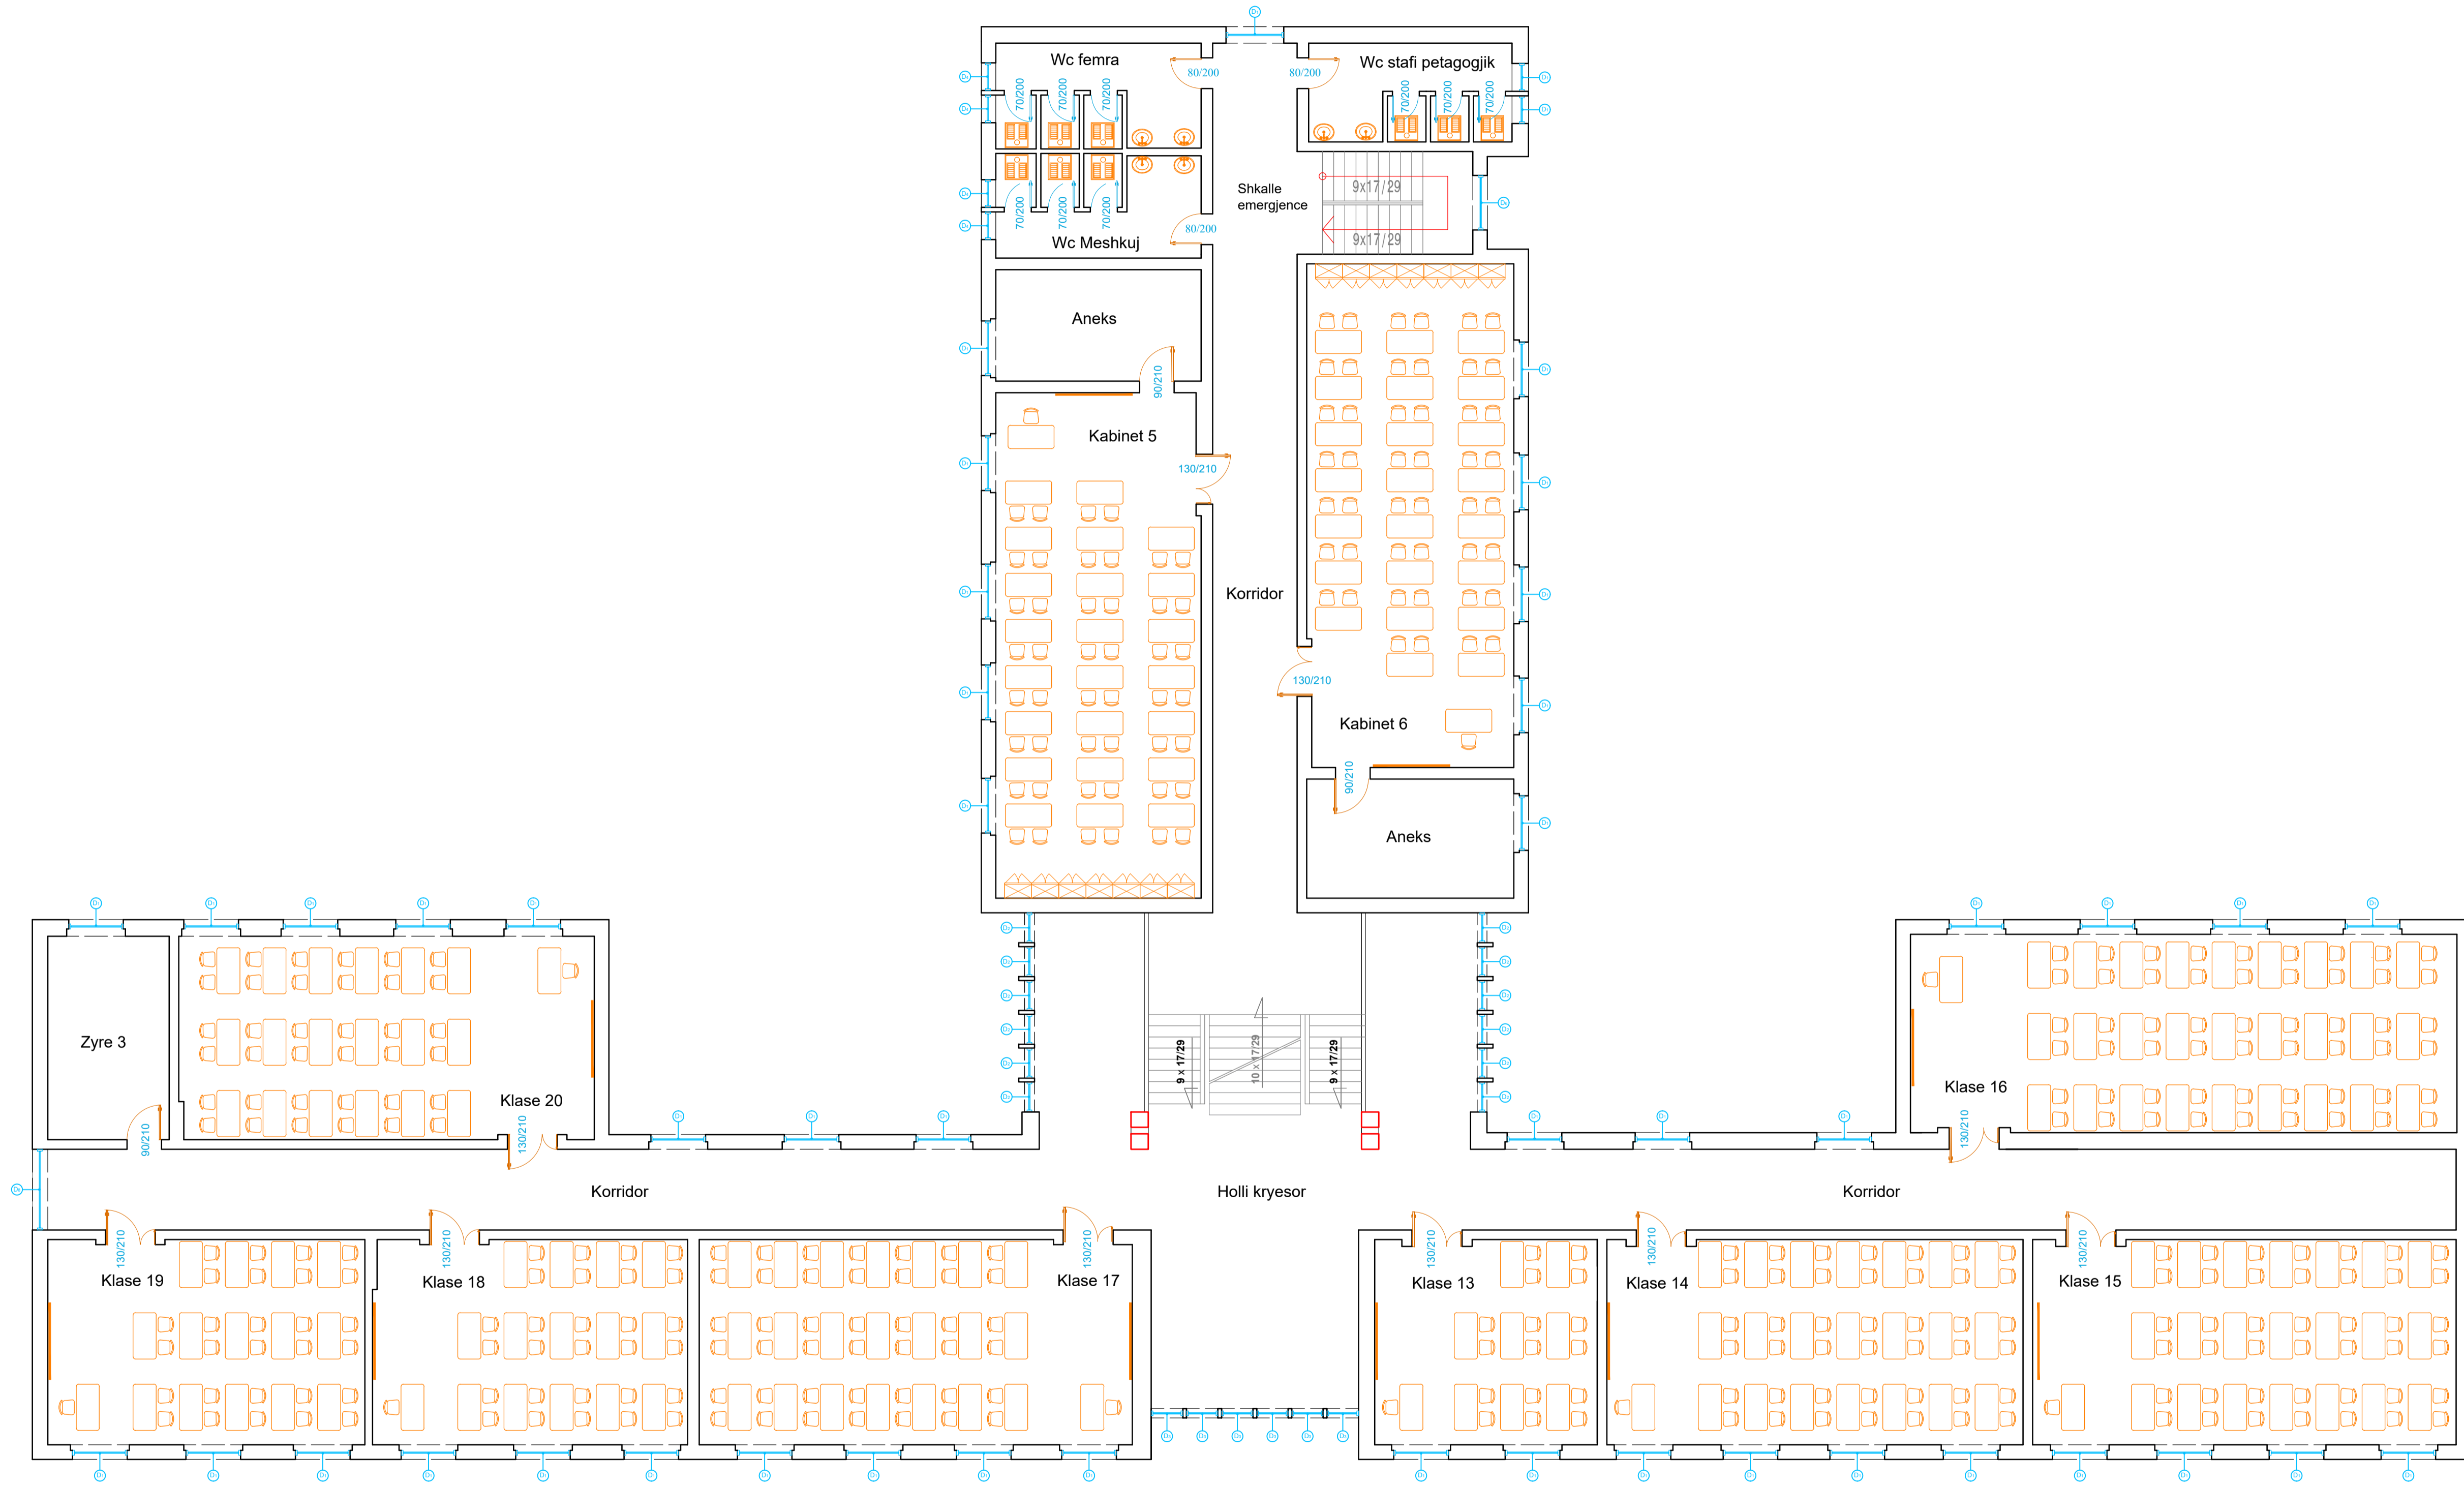 Wc femra
Wc stafi petagogjik
80/200
80/200
70/200
70/200
70/200
70/200
70/200
70/200
Shkalle
emergjence
9x17/29
9x17/29
70/200
70/200
70/200
80/200
Wc Meshkuj
Aneks
90/210
Kabinet 5
130/210
Korridor
130/210
Kabinet 6
90/210
Aneks
9 x 17/29
10 x 17/29
9 x 17/29
Zyre 3
Klase 20
90/210
130/210
Klase 16
130/210
Korridor
Holli kryesor
Korridor
130/210
130/210
130/210
130/210
130/210
130/210
Klase 19
Klase 18
Klase 17
Klase 13
Klase 14
Klase 15